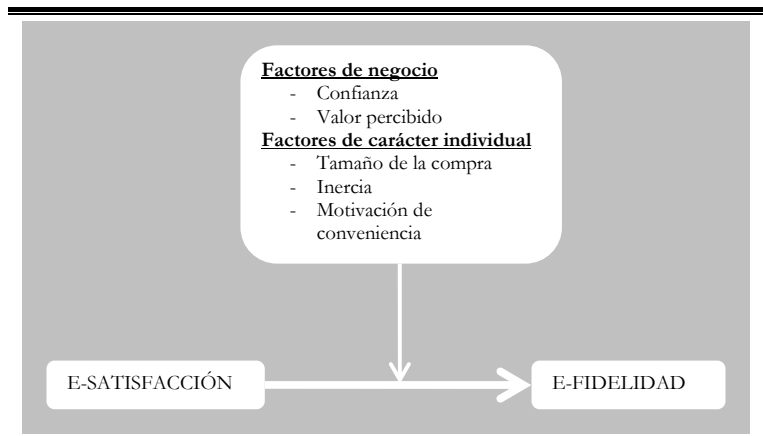 Factores de negocio
- Confianza
- Valor percibido
Factores de carácter individual
- Tamaño de la compra
- Inercia
- Motivación de
conveniencia
E-SATISFACCIÓN
E-FIDELIDAD